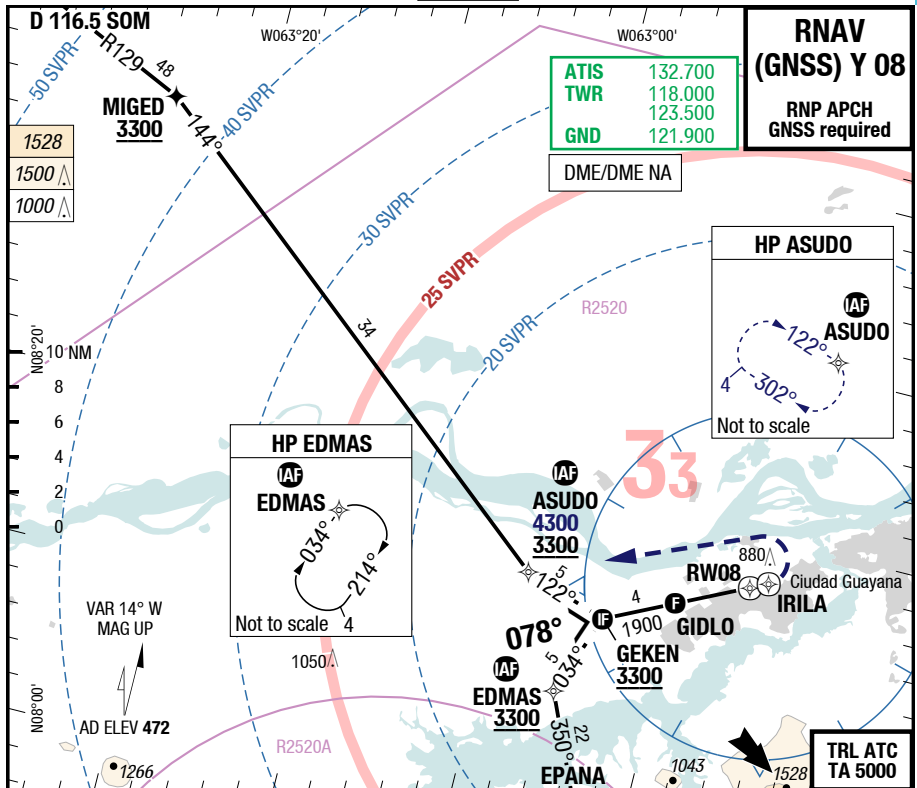 D 116.5 SOM
W063°20'
W063°00'
RNAV
(GNSS) Y 08
RNP APCH
GNSS required
ATIS 132.700
TWR 118.000
123.500
GND 121.900
DME/DME NA
50 SVPR
R129
48
MIGED
3300
144°
40 SVPR
1528
1500
1000
30 SVPR
25 SVPR
R2520
20 SVPR
34
HP ASUDO
IAF
ASUDO
122°
302°
4
Not to scale
N08°20'
10 NM
8
6
4
2
0
HP EDMAS
IAF
EDMAS
034°
214°
Not to scale
4
33
IAF
ASUDO
4300
3300
5
122°
880
RW08
Ciudad Guayana
IRILA
4
F
1900
GIDLO
IF
GEKEN
3300
078°
5
034°
IAF
EDMAS
3300
22
350°
EPANA
VAR 14° W
MAG UP
1050
N08°00'
AD ELEV 472
R2520A
1266
1043
1528
TRL ATC
TA 5000